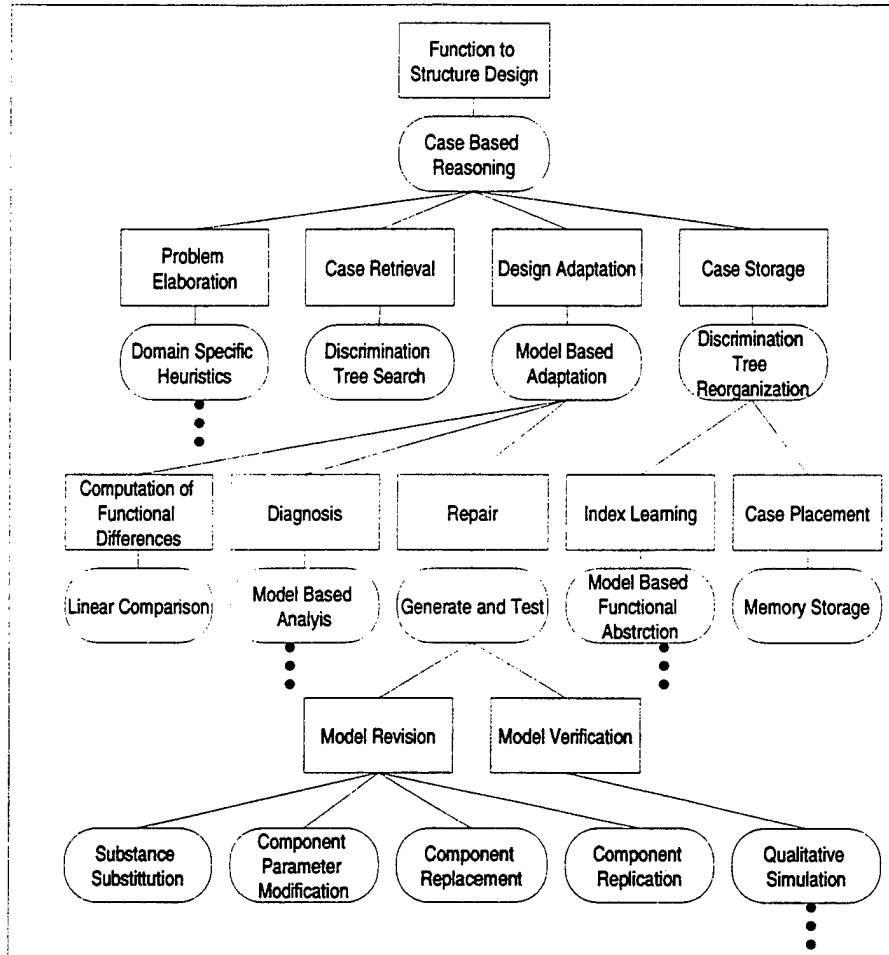 Function to
Structure Design
Case Based
Reasoning
Problem
Elaboration
Case Retrieval
Design Adaptation
Case Storage
Domain Specific
Heuristics
Discrimination
Tree Search
Model Based
Adaptation
Discrimination
Tree
Reorganization
Computation of
Functional
Differences
Diagnosis
Repair
Index Learning
Case Placement
Linear Comparison
Model Based
Analyis
Generate and Test
Model Based
Functional
Abstrction
Memory Storage
Model Revision
Model Verification
Substance
Substittution
Component
Parameter
Modification
Component
Replacement
Component
Replication
Qualitative
Simulation